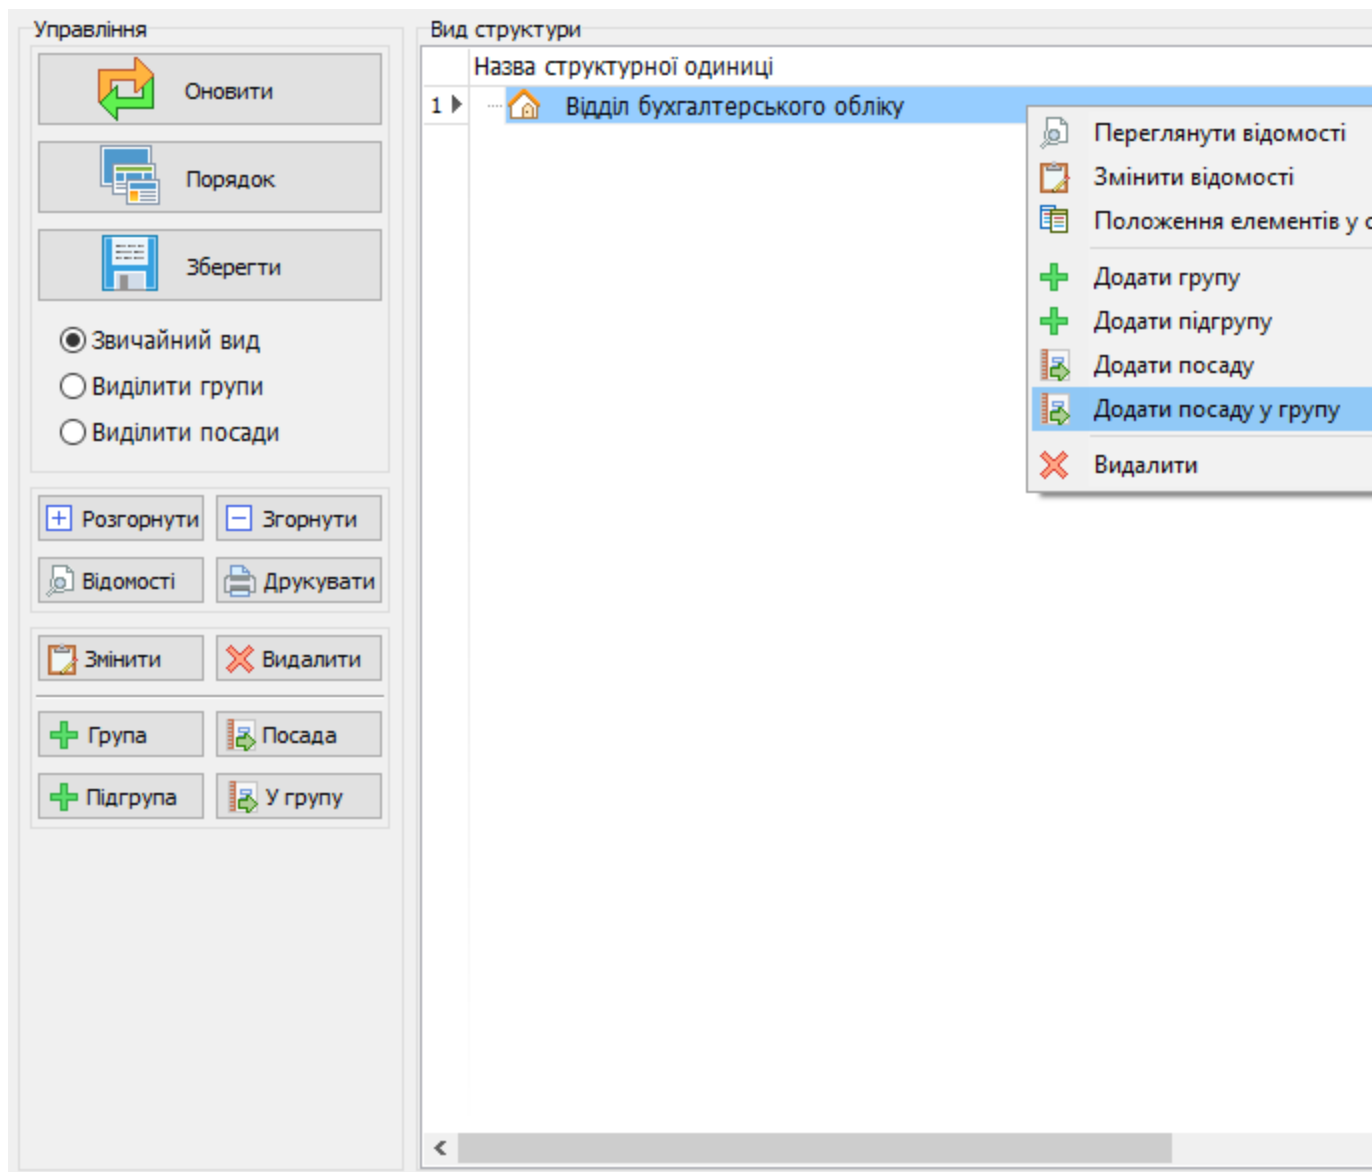 Управління
Оновити
Порядок
Зберегти
Звичайний вид
Виділити групи
Виділити посади
Розгорнути
Згорнути
Відомості
Друкувати
Змінити
Видалити
Група
Посада
Підгрупа
У групу
Вид структури
Назва структурної одиниці
1
Відділ бухгалтерського обліку
Переглянути відомості
Змінити відомості
Положення елементів у
Додати групу
Додати підгрупу
Додати посаду
Додати посаду у групу
Видалити